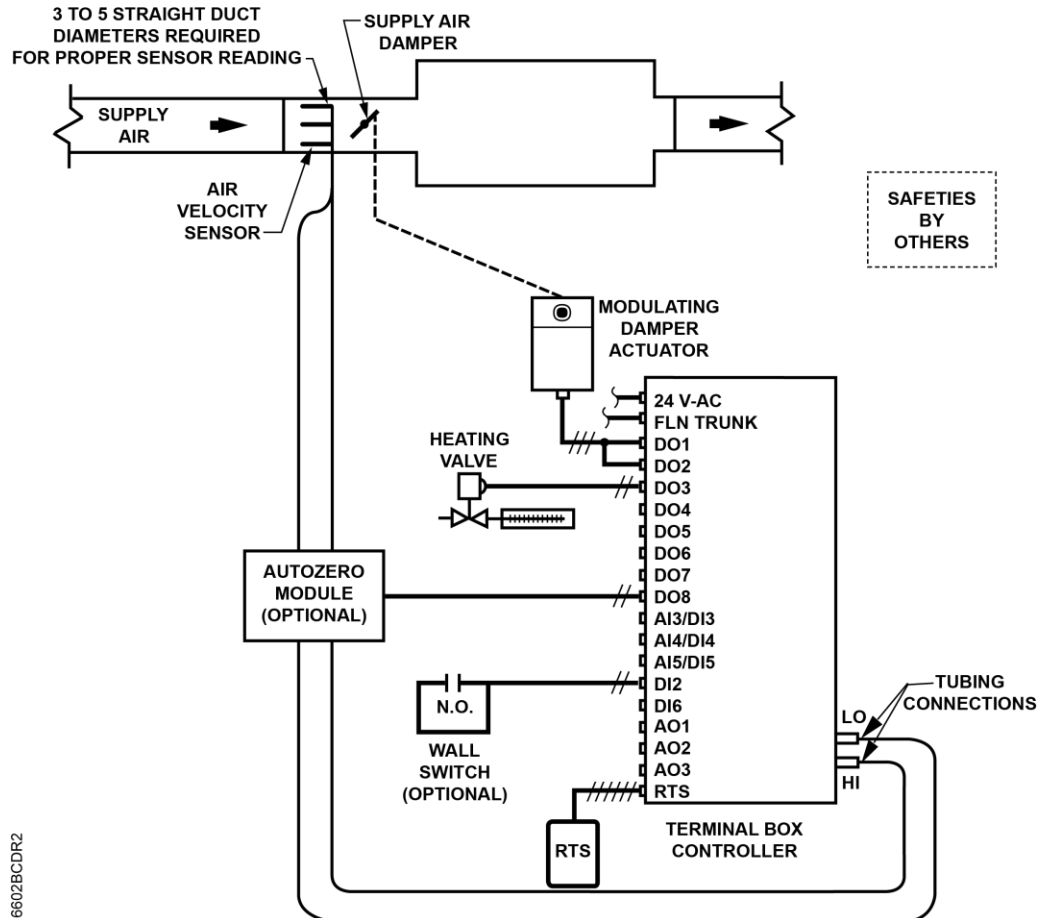 3 TO 5 STRAIGHT DUCT
DIAMETERS REQUIRED
FOR PROPER SENSOR READING
SUPPLY AIR
DAMPER
SUPPLY
AIR
AIR
VELOCITY
SENSOR
SAFETIES
BY
OTHERS
MODULATING
DAMPER
ACTUATOR
HEATING
VALVE
24 V-AC
FLN TRUNK
DO1
DO2
DO3
DO4
DO5
DO6
DO7
DO8
AI3/DI3
AI4/DI4
AI5/DI5
DI2
DI6
AO1
AO2
AO3
RTS
AUTOZERO
MODULE
(OPTIONAL)
N.O.
WALL
SWITCH
(OPTIONAL)
LO
HI
TUBING
CONNECTIONS
RTS
TERMINAL BOX
CONTROLLER
6602BCDR2